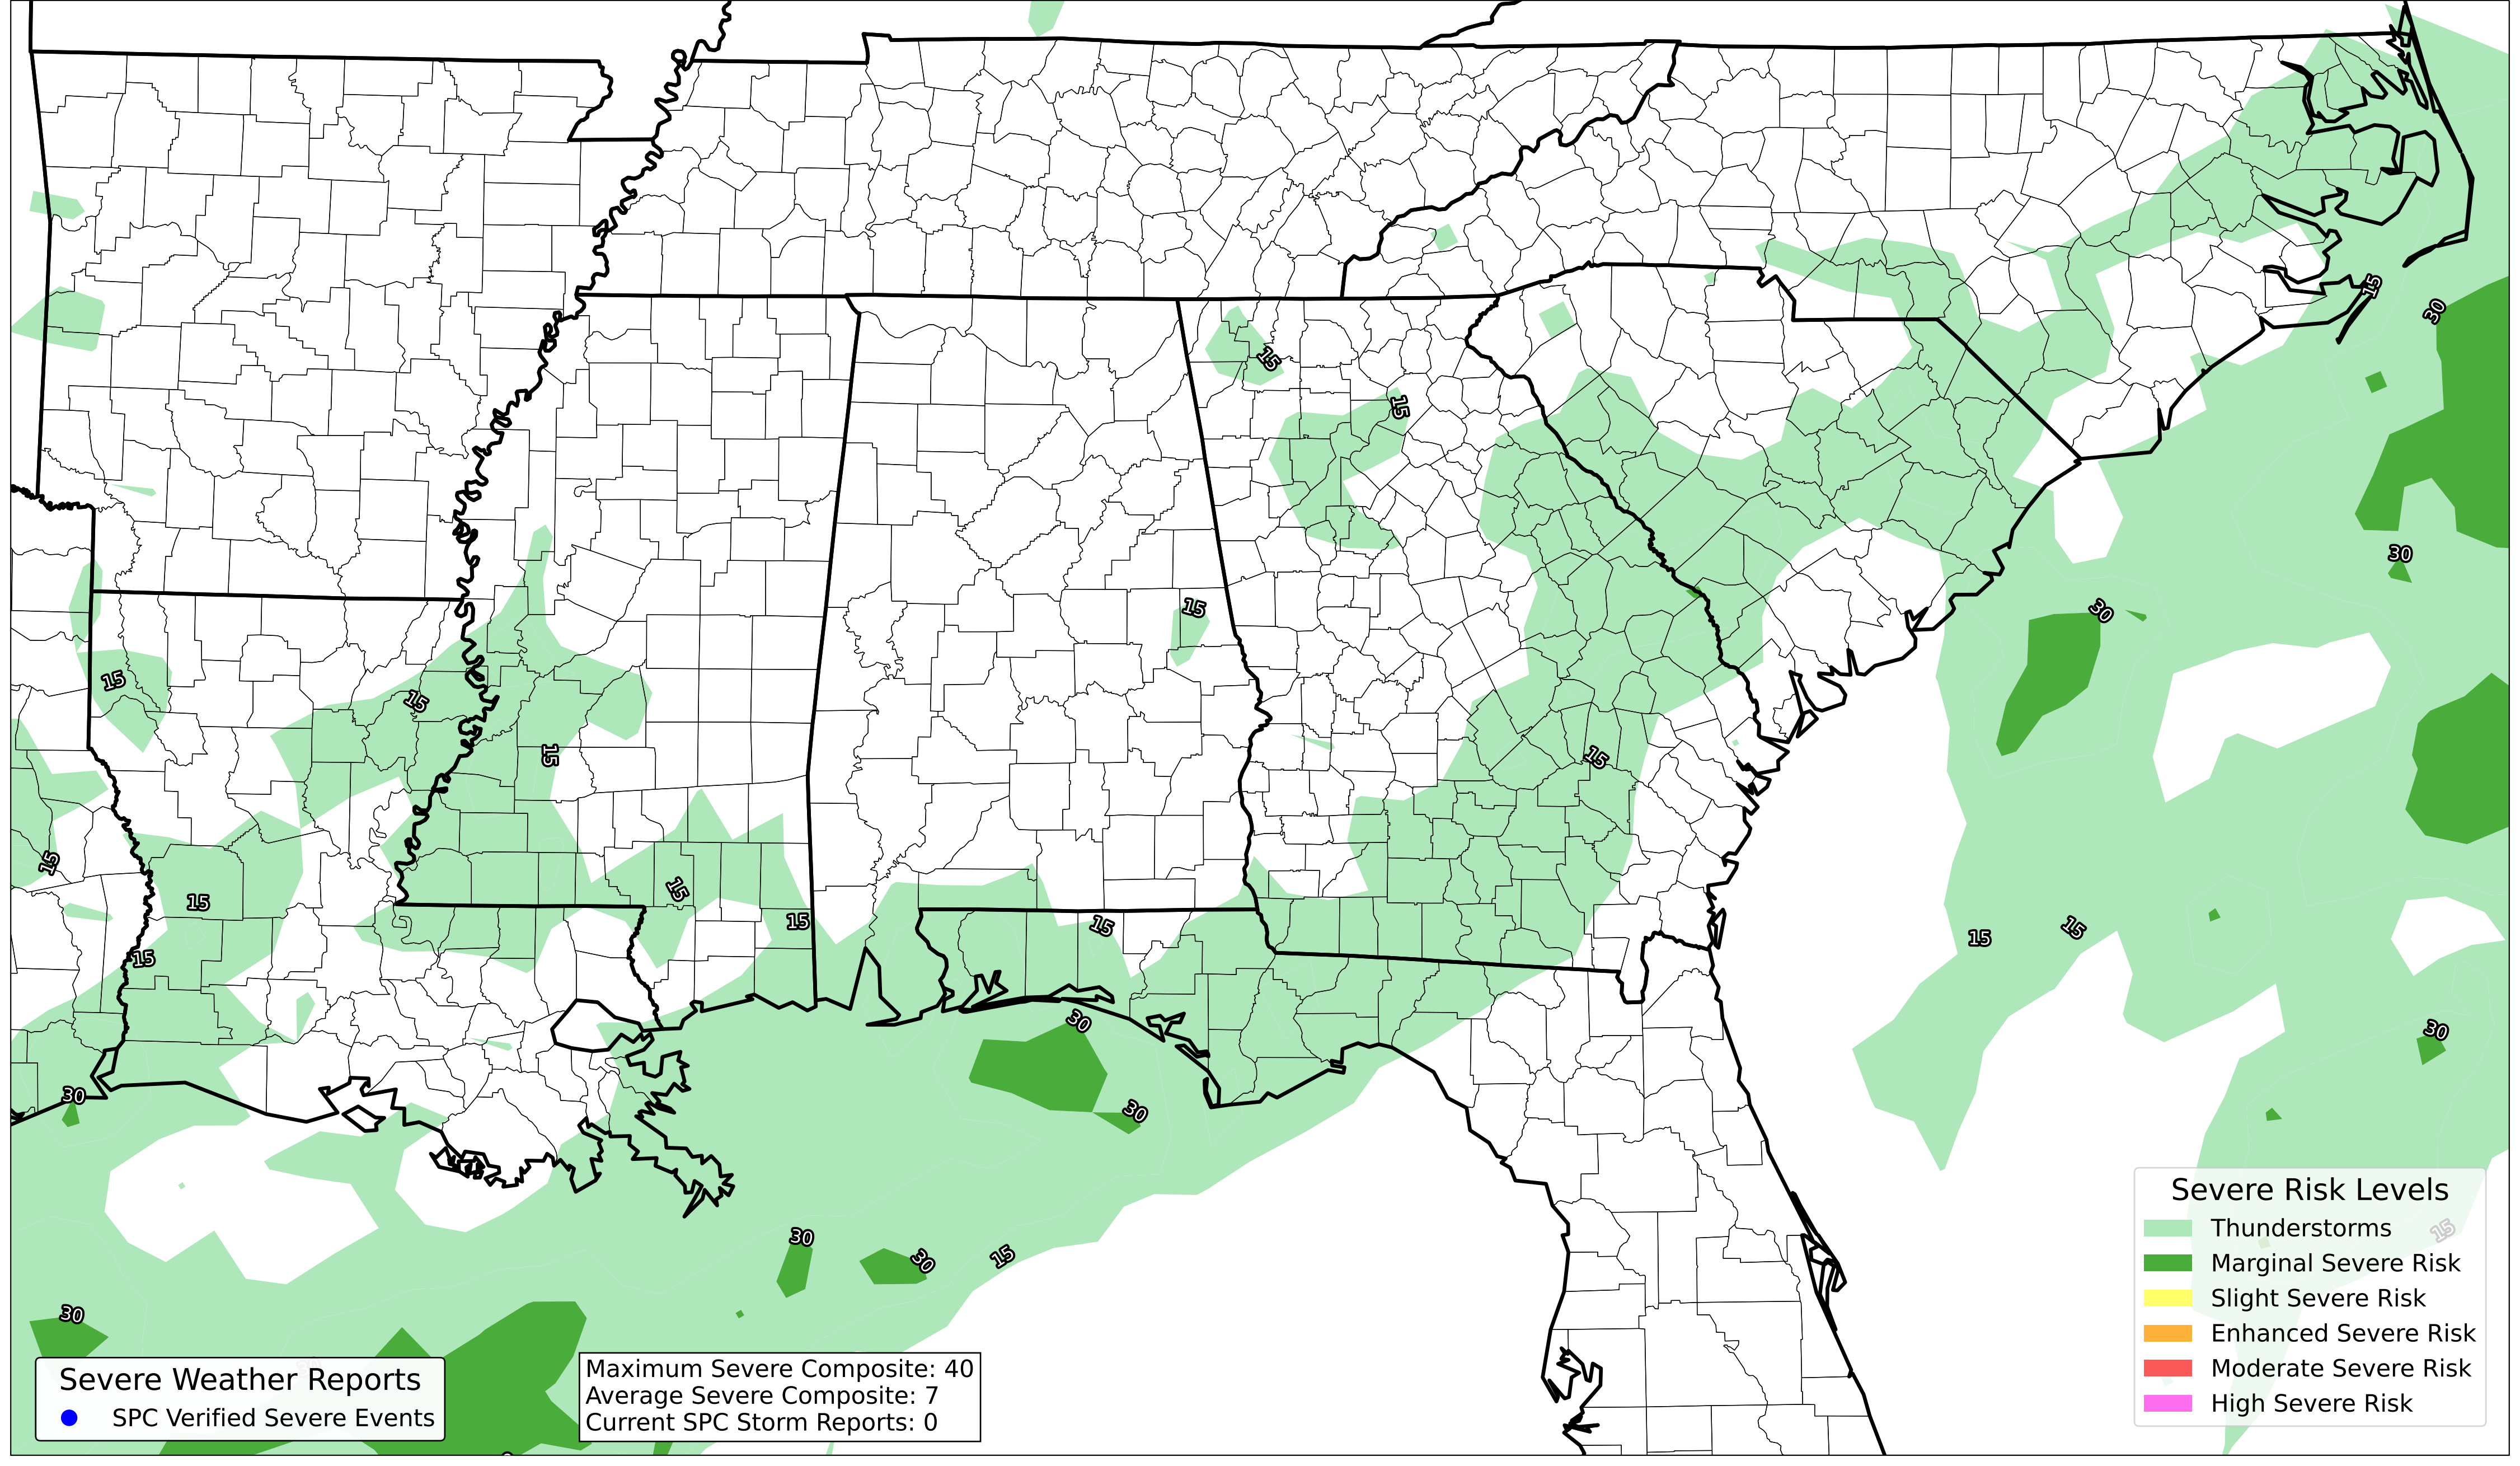 15
30
15
15
30
15
30
15
15
15
15
15
15
15
15
15
15
15
15
30
30
30
30
30
30
15
30
Severe Weather Reports
SPC Verified Severe Events
Maximum Severe Composite: 40
Average Severe Composite: 7
Current SPC Storm Reports: 0
Severe Risk Levels
Thunderstorms
15
Marginal Severe Risk
Slight Severe Risk
Enhanced Severe Risk
Moderate Severe Risk
High Severe Risk